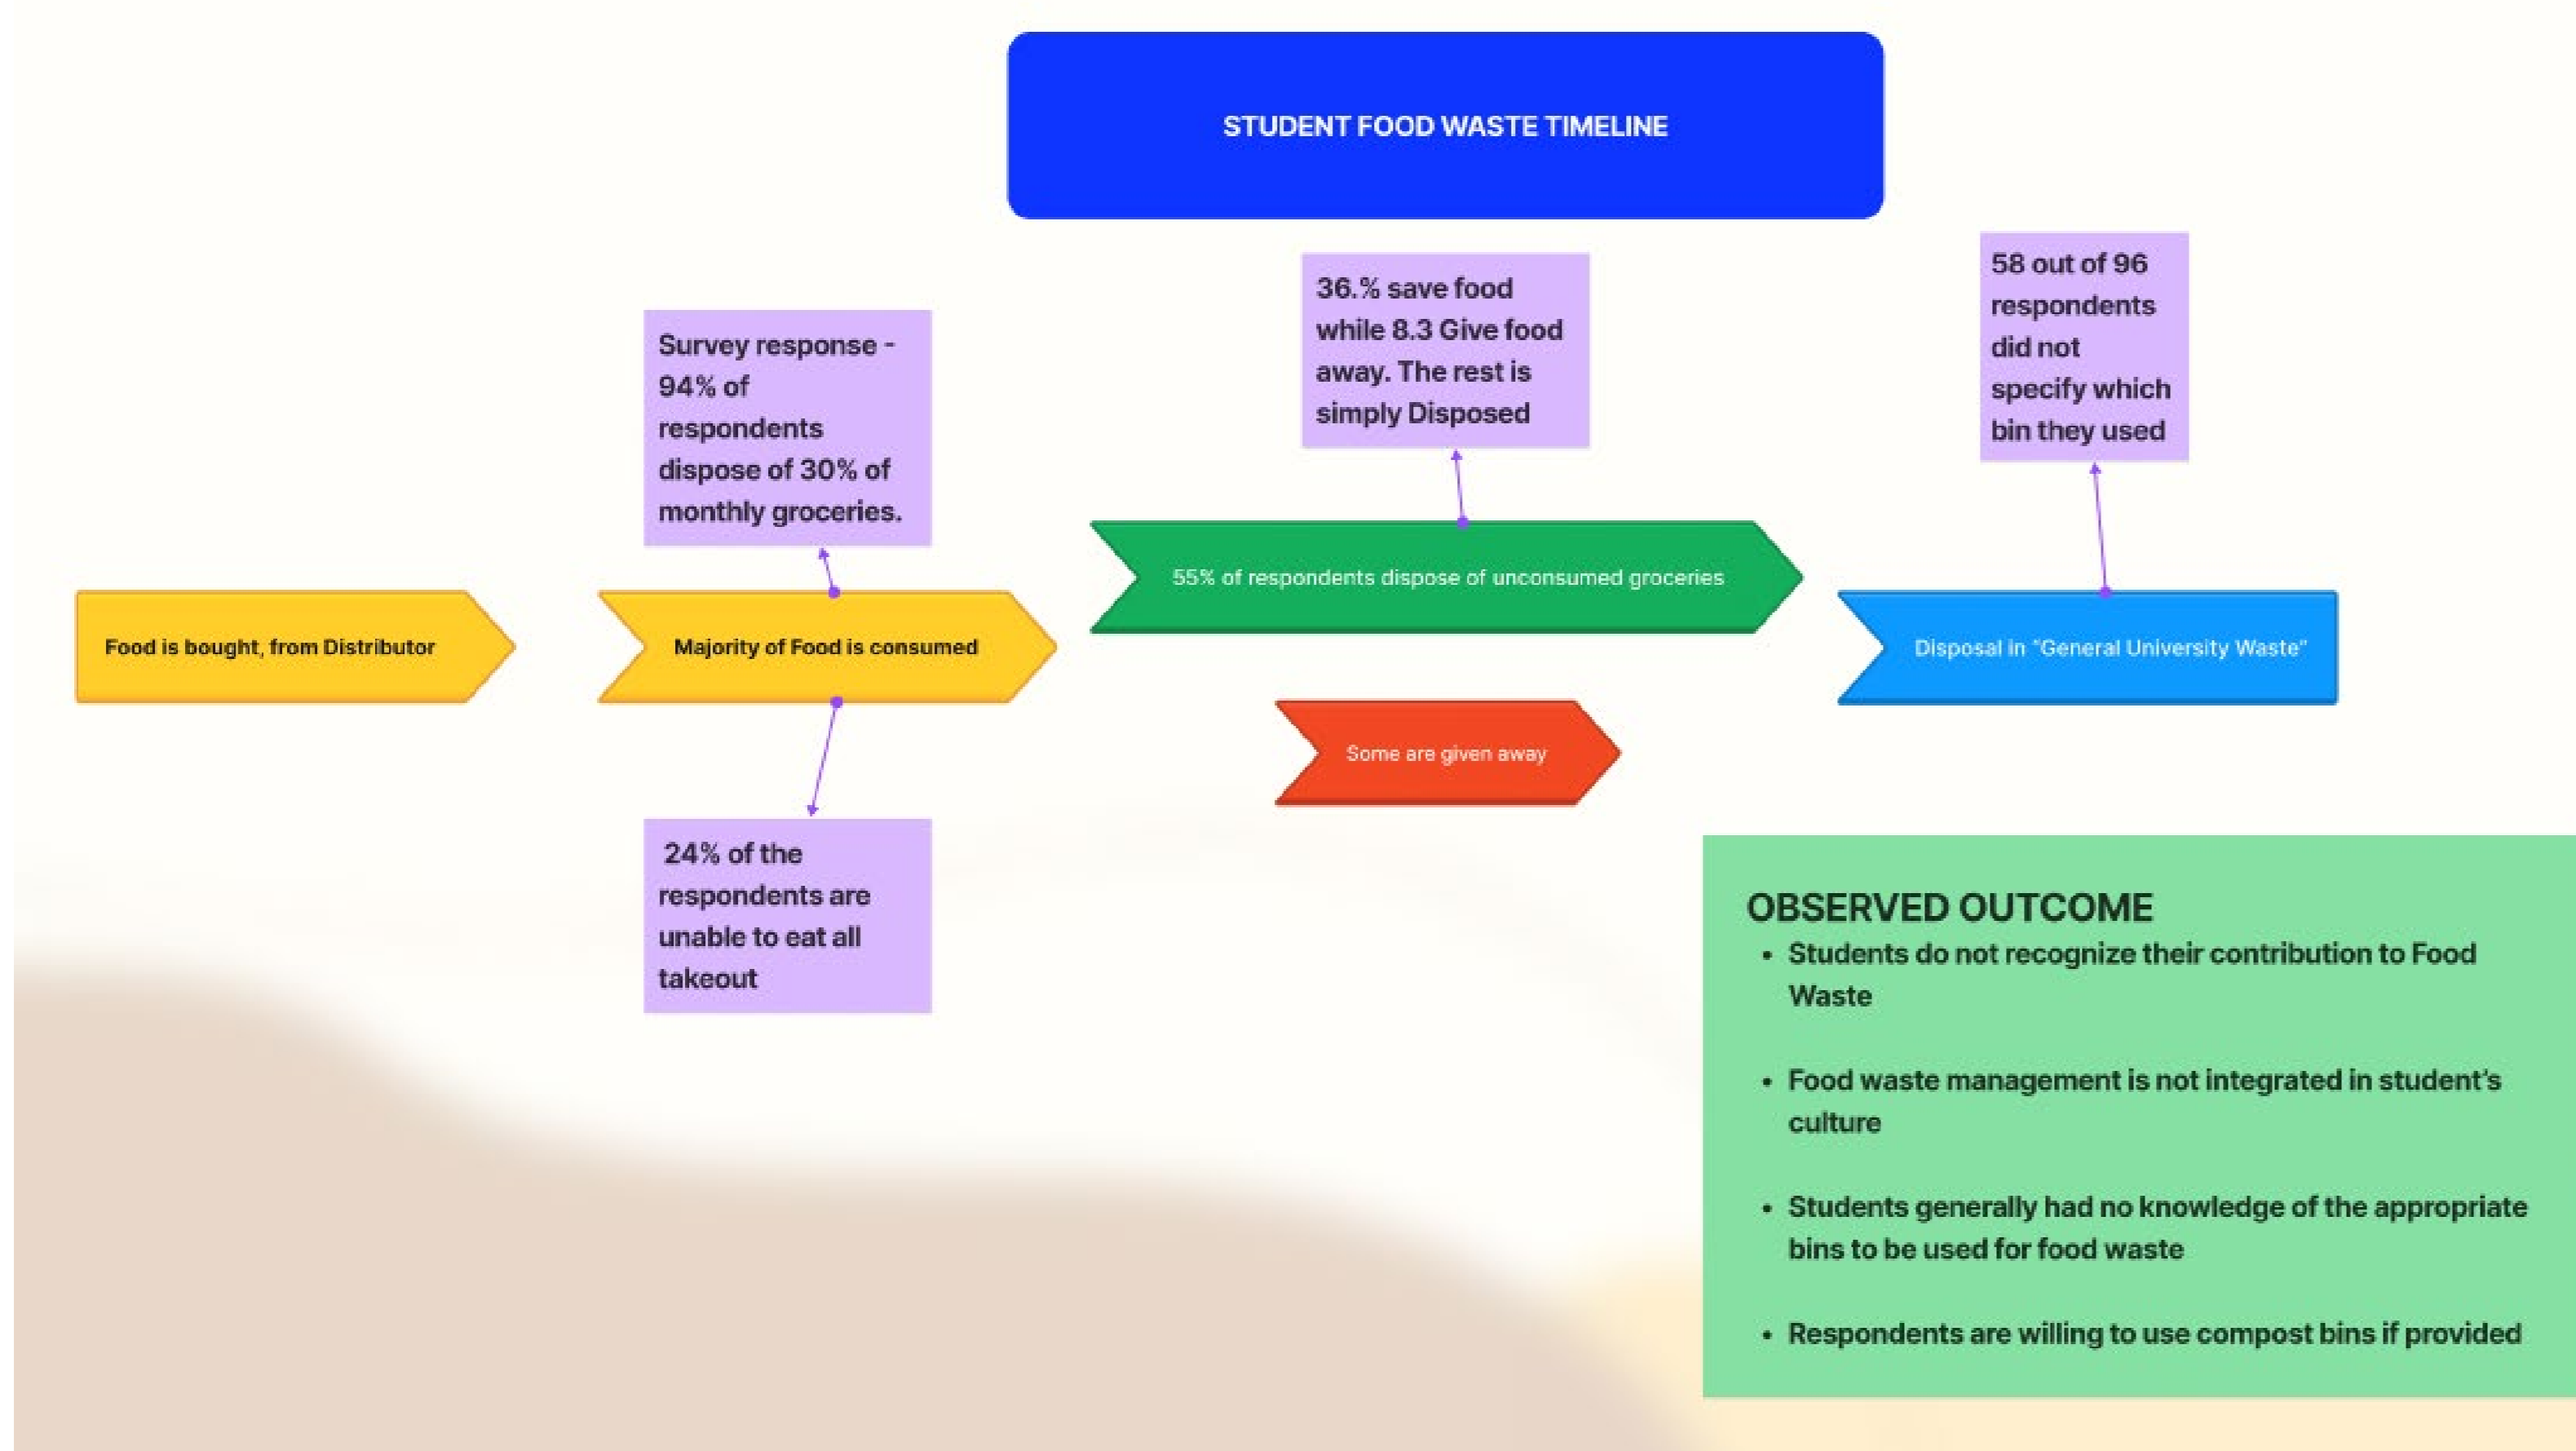 STUDENT FOOD WASTE TIMELINE
Survey response -
94% of
respondents
dispose of 30% of
monthly groceries.
36.% save food
while 8.3 Give food
away. The rest is
simply Disposed
58 out of 96
respondents
did not
specify which
bin they used
Food is bought, from Distributor
Majority of Food is consumed
55% of respondents dispose of unconsumed groceries
Disposal in "General University Waste"
Some are given away
24% of the
respondents are
unable to eat all
takeout
OBSERVED OUTCOME
• Students do not recognize their contribution to Food
Waste
• Food waste management is not integrated in student's
culture
• Students generally had no knowledge of the appropriate
bins to be used for food waste
• Respondents are willing to use compost bins if provided